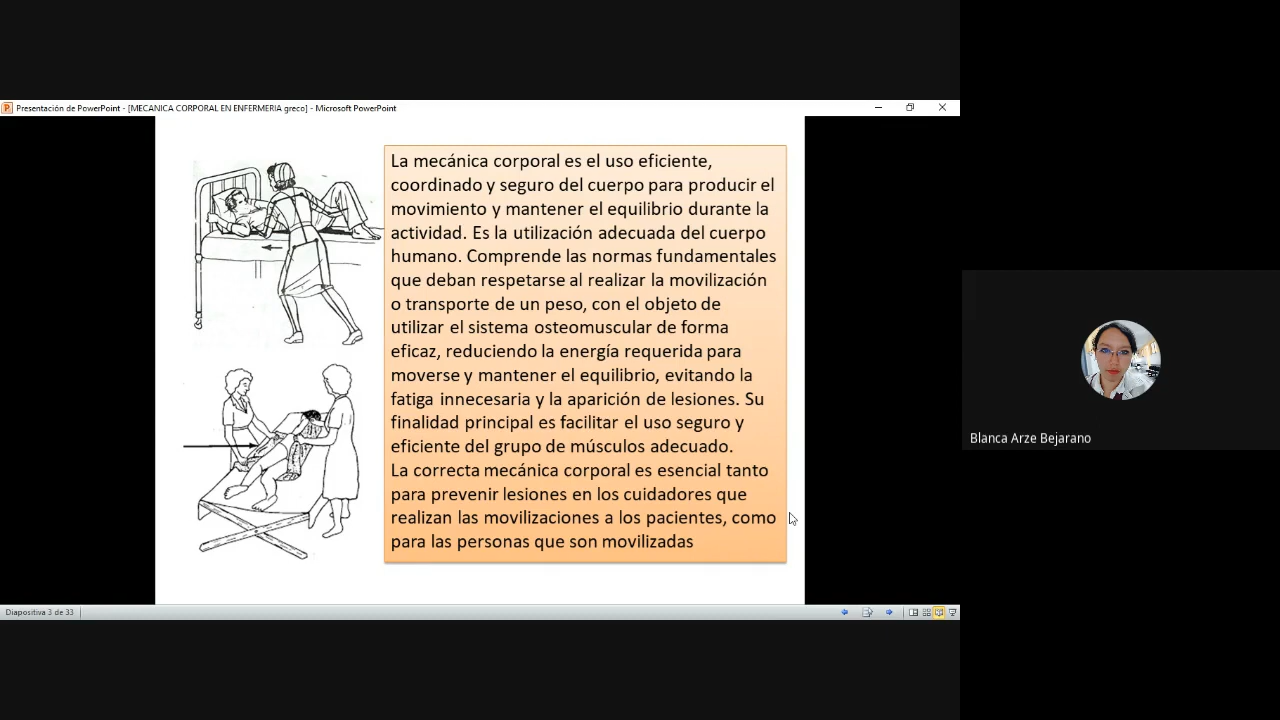 Presentación de PowerPoint - [MECANICA CORPORAL EN ENFERMERIA greco] - Microsoft PowerPoint
La mecánica corporal es el uso eficiente,
coordinado y seguro del cuerpo para producir el
movimiento y mantener el equilibrio durante la
actividad. Es la utilización adecuada del cuerpo
humano. Comprende las normas fundamentales
que deban respetarse al realizar la movilización
o transporte de un peso, con el objeto de
utilizar el sistema osteomuscular de forma
eficaz, reduciendo la energía requerida para
moverse y mantener el equilibrio, evitando la
fatiga innecesaria y la aparición de lesiones. Su
finalidad principal es facilitar el uso seguro y
eficiente del grupo de músculos adecuado.
La correcta mecánica corporal es esencial tanto
para prevenir lesiones en los cuidadores que
realizan las movilizaciones a los pacientes, como
para las personas que son movilizadas
Blanca Arze Bejarano
Diapositiva 3 de 33